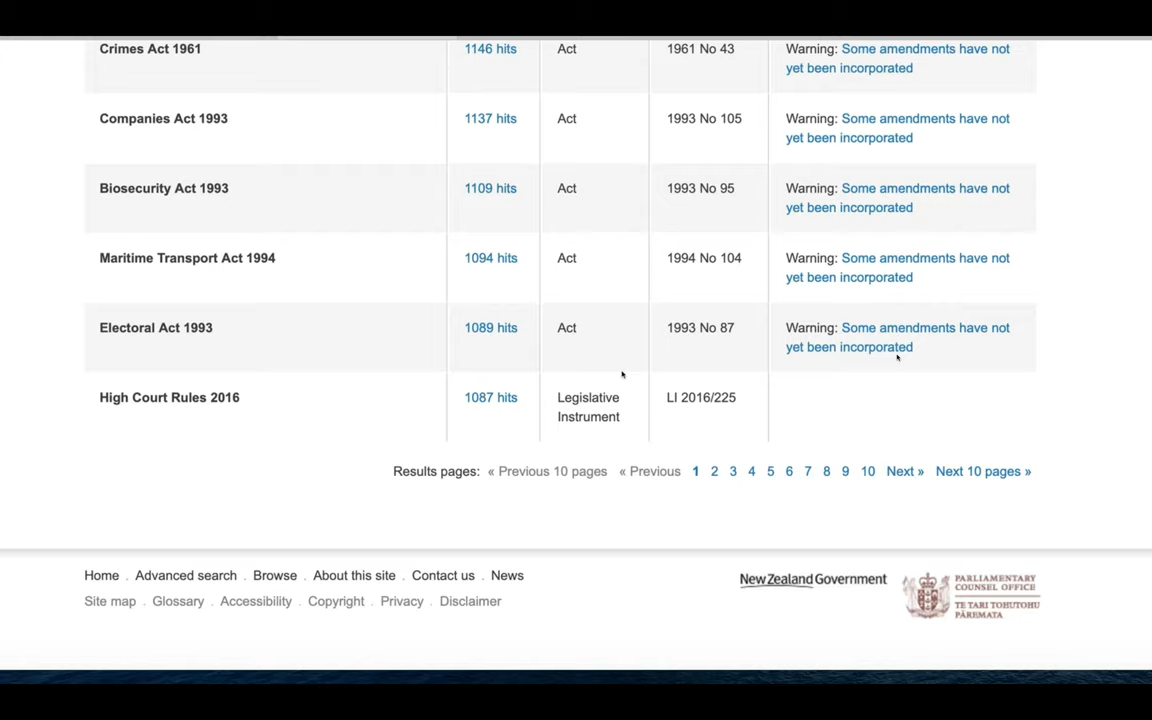 Crimes Act 1961 1146 hits Act 1961 No 43 Warning: Some amendments have not
yet been incorporated
Companies Act 1993 1137 hits Act 1993 No 105 Warning: Some amendments have not
yet been incorporated
Biosecurity Act 1993 1109 hits Act 1993 No 95 Warning: Some amendments have not
yet been incorporated
Maritime Transport Act 1994 1094 hits Act 1994 No 104 Warning: Some amendments have not
yet been incorporated
Electoral Act 1993 1089 hits Act 1993 No 87 Warning: Some amendments have not
yet been incorporated
High Court Rules 2016 1087 hits Legislative LI 2016/225
Instrument
Results pages: « Previous 10 pages « Previous 1 2 3 4 5 6 7 8 9 10 Next » Next 10 pages »
Home . Advanced search . Browse . About this site . Contact us . News
Site map . Glossary . Accessibility . Copyright . Privacy . Disclaimer
New Zealand Government
PARLIAMENTARY
COUNSEL OFFICE
TE TARI TOHUTOHU
PĀREMATA